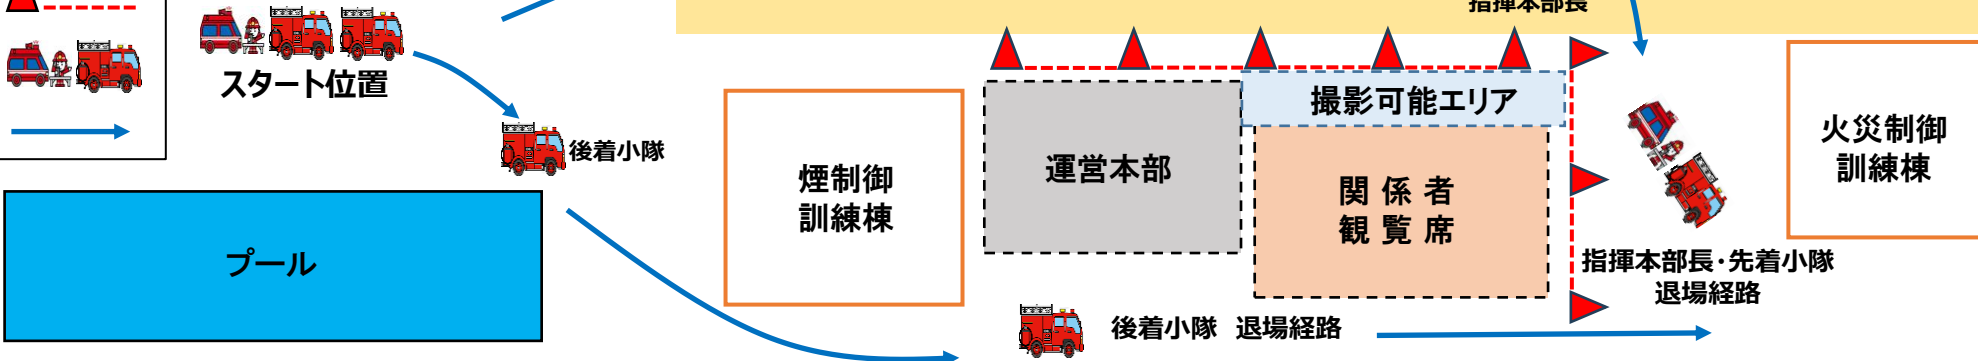 指揮本部長
スタート位置
後着小隊
撮影可能エリア
火災制御
訓練棟
運営本部
煙制御
訓練棟
関係者
観覧席
プール
指揮本部長・先着小隊
退場経路
後着小隊 退場経路